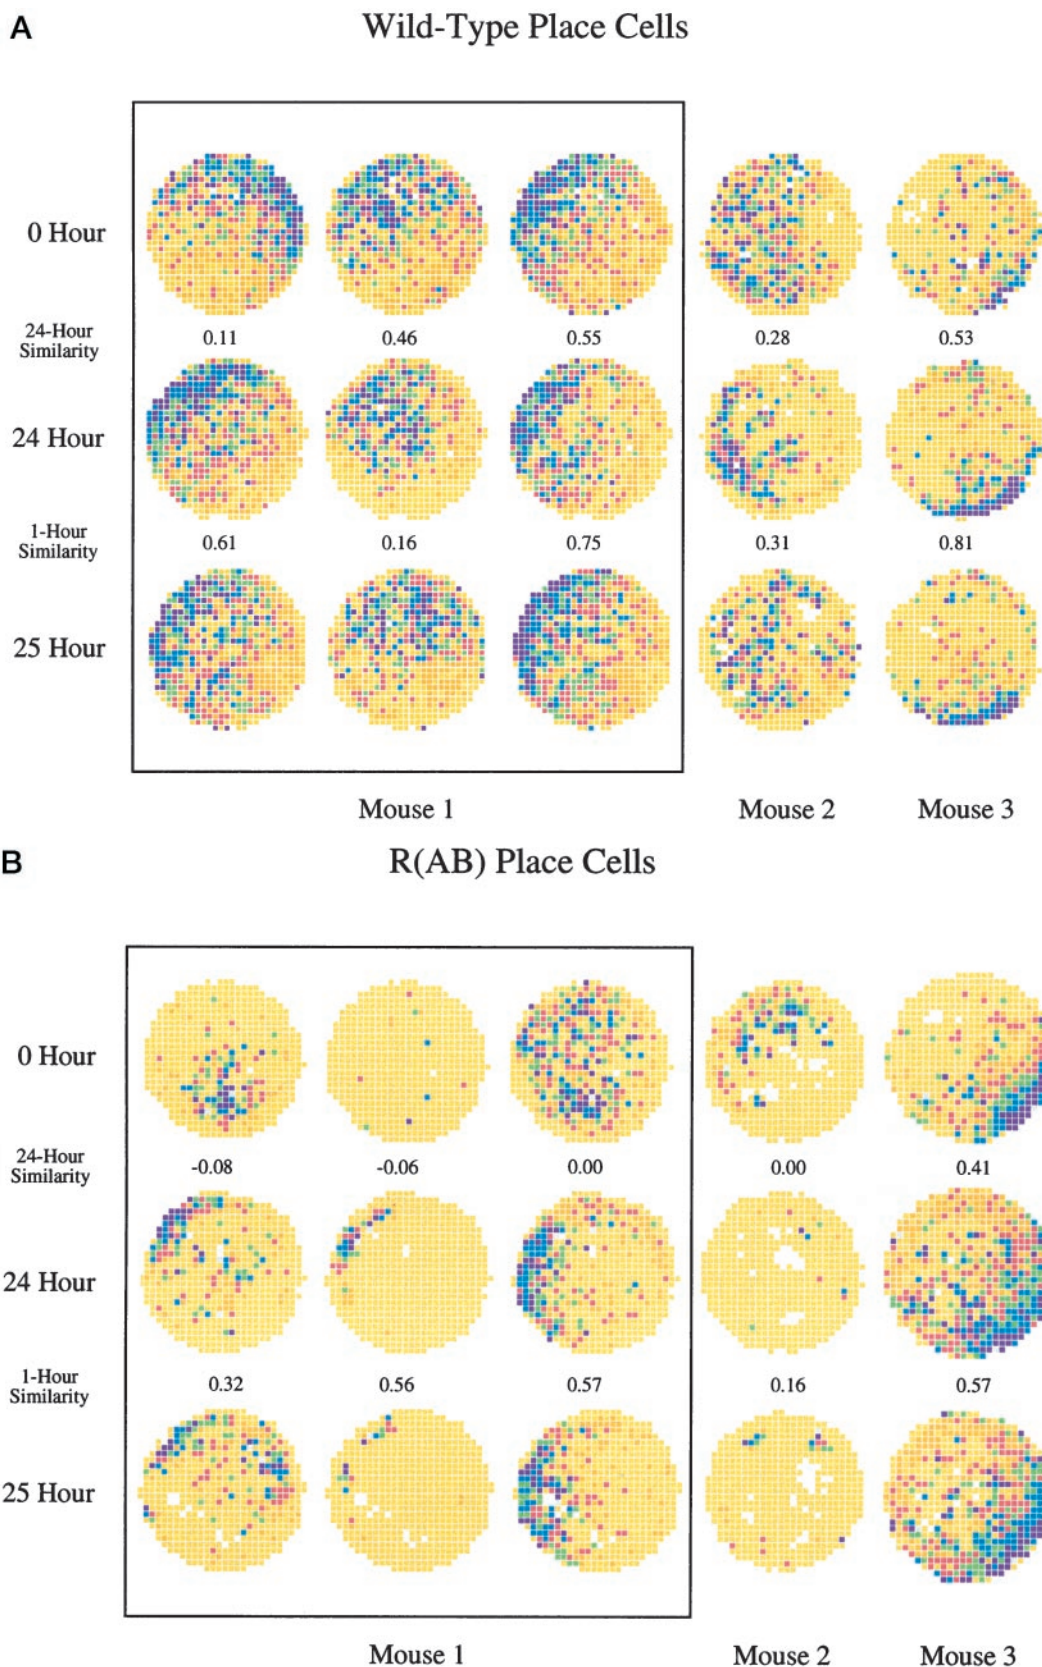 A
Wild-Type Place Cells
0 Hour
24-Hour
Similarity
0.11
0.46
0.55
0.28
0.53
24 Hour
1-Hour
Similarity
0.61
0.16
0.75
0.31
0.81
25 Hour
Mouse 1
Mouse 2
Mouse 3
B
R(AB) Place Cells
0 Hour
24-Hour
Similarity
-0.08
-0.06
0.00
0.00
0.41
24 Hour
1-Hour
Similarity
0.32
0.56
0.57
0.16
0.57
25 Hour
Mouse 1
Mouse 2
Mouse 3